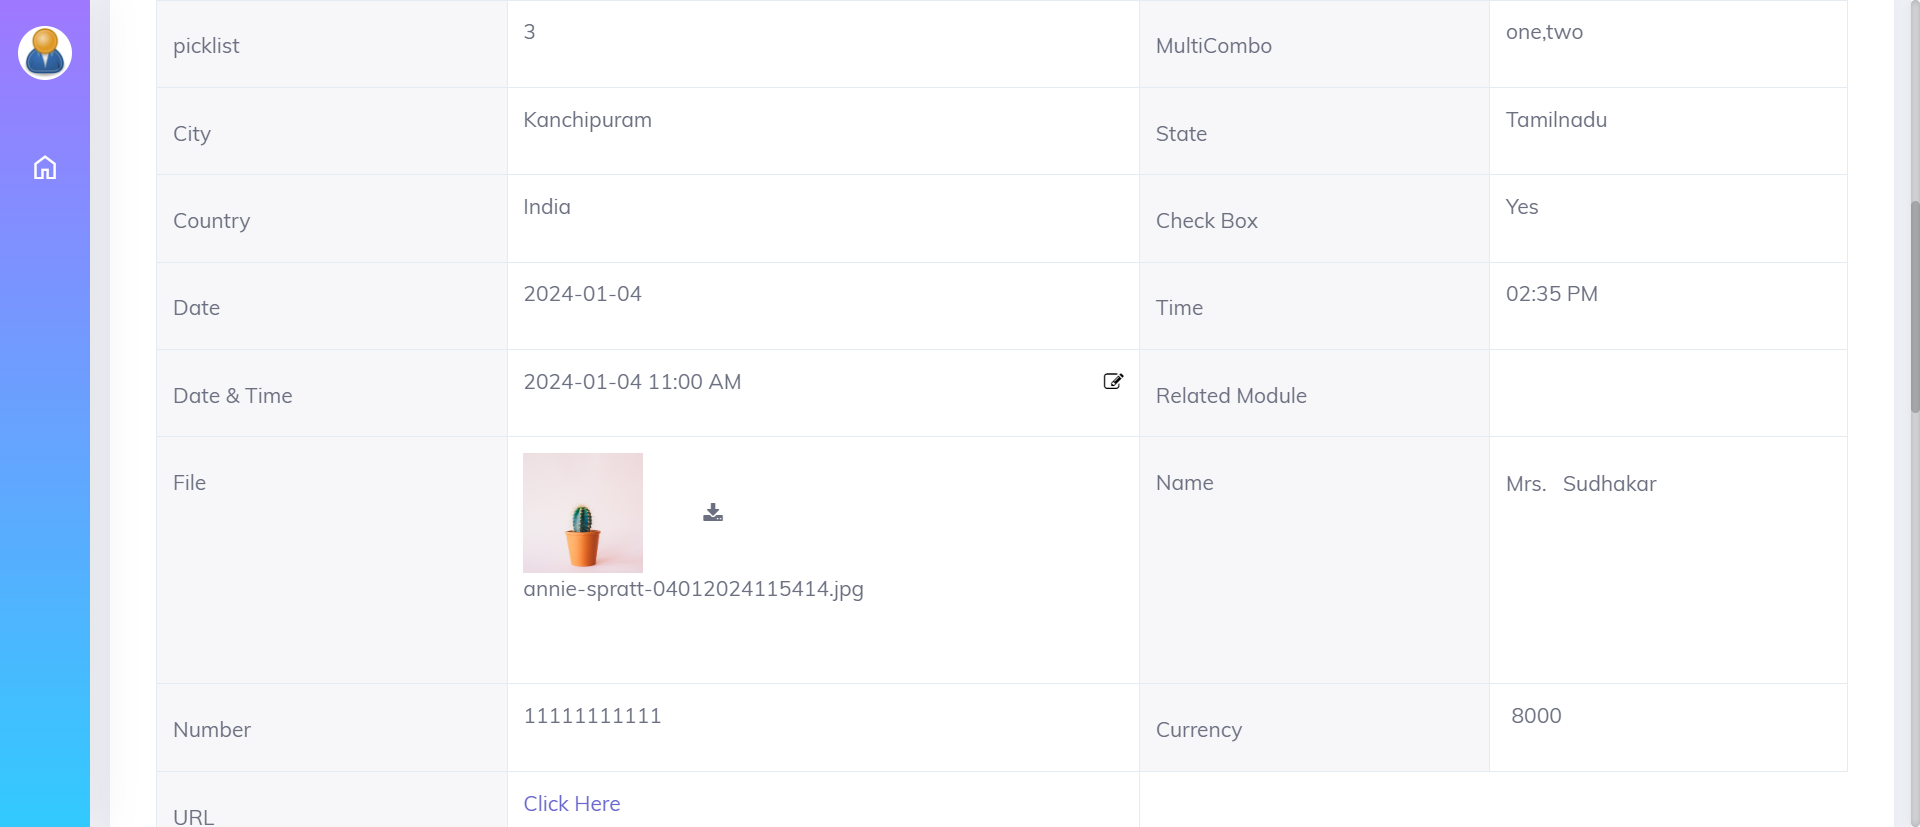 picklist 3 MultiCombo one,two
City Kanchipuram State Tamilnadu
Country India Check Box Yes
Date 2024-01-04 Time 02:35 PM
Date & Time 2024-01-04 11:00 AM Related Module
File Name Mrs. Sudhakar
annie-spratt-04012024115414.jpg
Number 11111111111 Currency 8000
URL Click Here